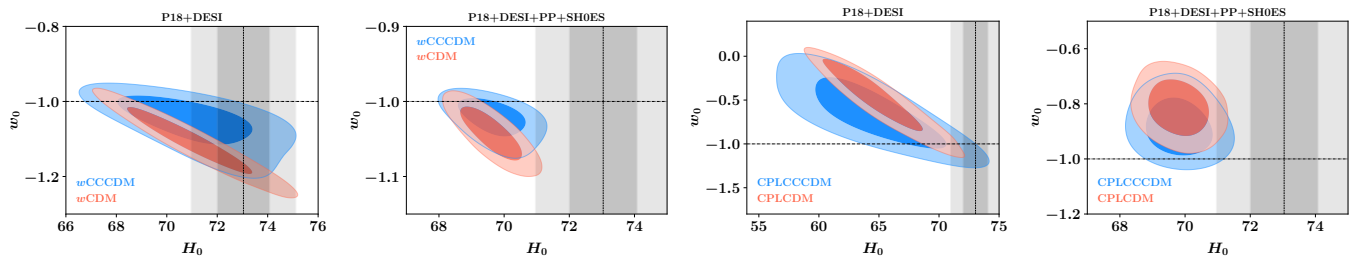 P18+DESI
−0.8
−1.0
−1.2
w₀
wCCCDM
wCDM
66 68 70 72 74 76
H₀
P18+DESI+PP+SH0ES
−0.9
−1.0
−1.1
w₀
wCCCDM
wCDM
68 70 72 74
H₀
P18+DESI
0.0
−0.5
−1.0
−1.5
w₀
CPLCCCDM
CPLCDM
55 60 65 70 75
H₀
P18+DESI+PP+SH0ES
−0.6
−0.8
−1.0
−1.2
w₀
CPLCCCDM
CPLCDM
68 70 72 74
H₀